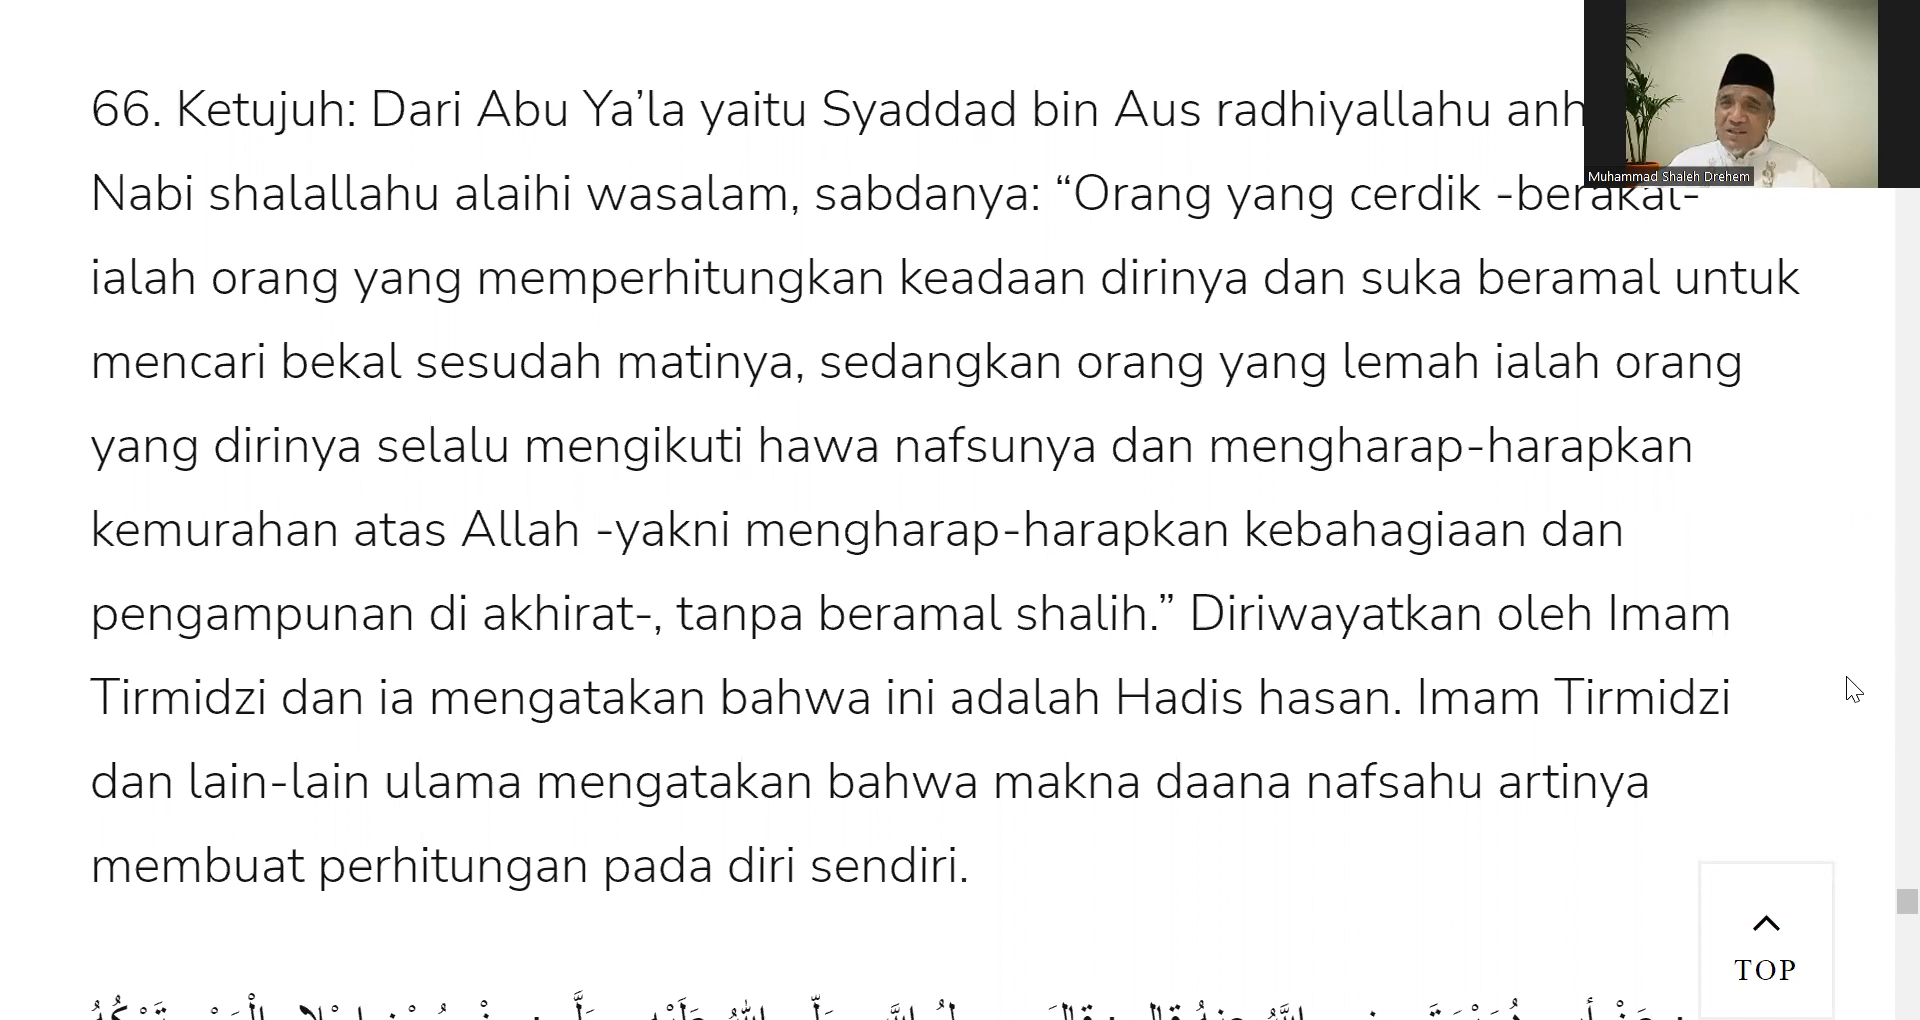 66. Ketujuh: Dari Abu Ya’la yaitu Syaddad bin Aus radhiyallahu
Nabi shalallahu alaihi wasalam, sabdanya: “Orang yang cerdik -berakal-
ialah orang yang memperhitungkan keadaan dirinya dan suka beramal untuk
mencari bekal sesudah matinya, sedangkan orang yang lemah ialah orang
yang dirinya selalu mengikuti hawa nafsunya dan mengharap-harapkan
kemurahan atas Allah -yakni mengharap-harapkan kebahagiaan dan
pengampunan di akhirat-, tanpa beramal shalih.” Diriwayatkan oleh Imam
Tirmidzi dan ia mengatakan bahwa ini adalah Hadis hasan. Imam Tirmidzi
dan lain-lain ulama mengatakan bahwa makna daana nafsahu artinya
membuat perhitungan pada diri sendiri.
Muhammad Shaleh Drehem
TOP